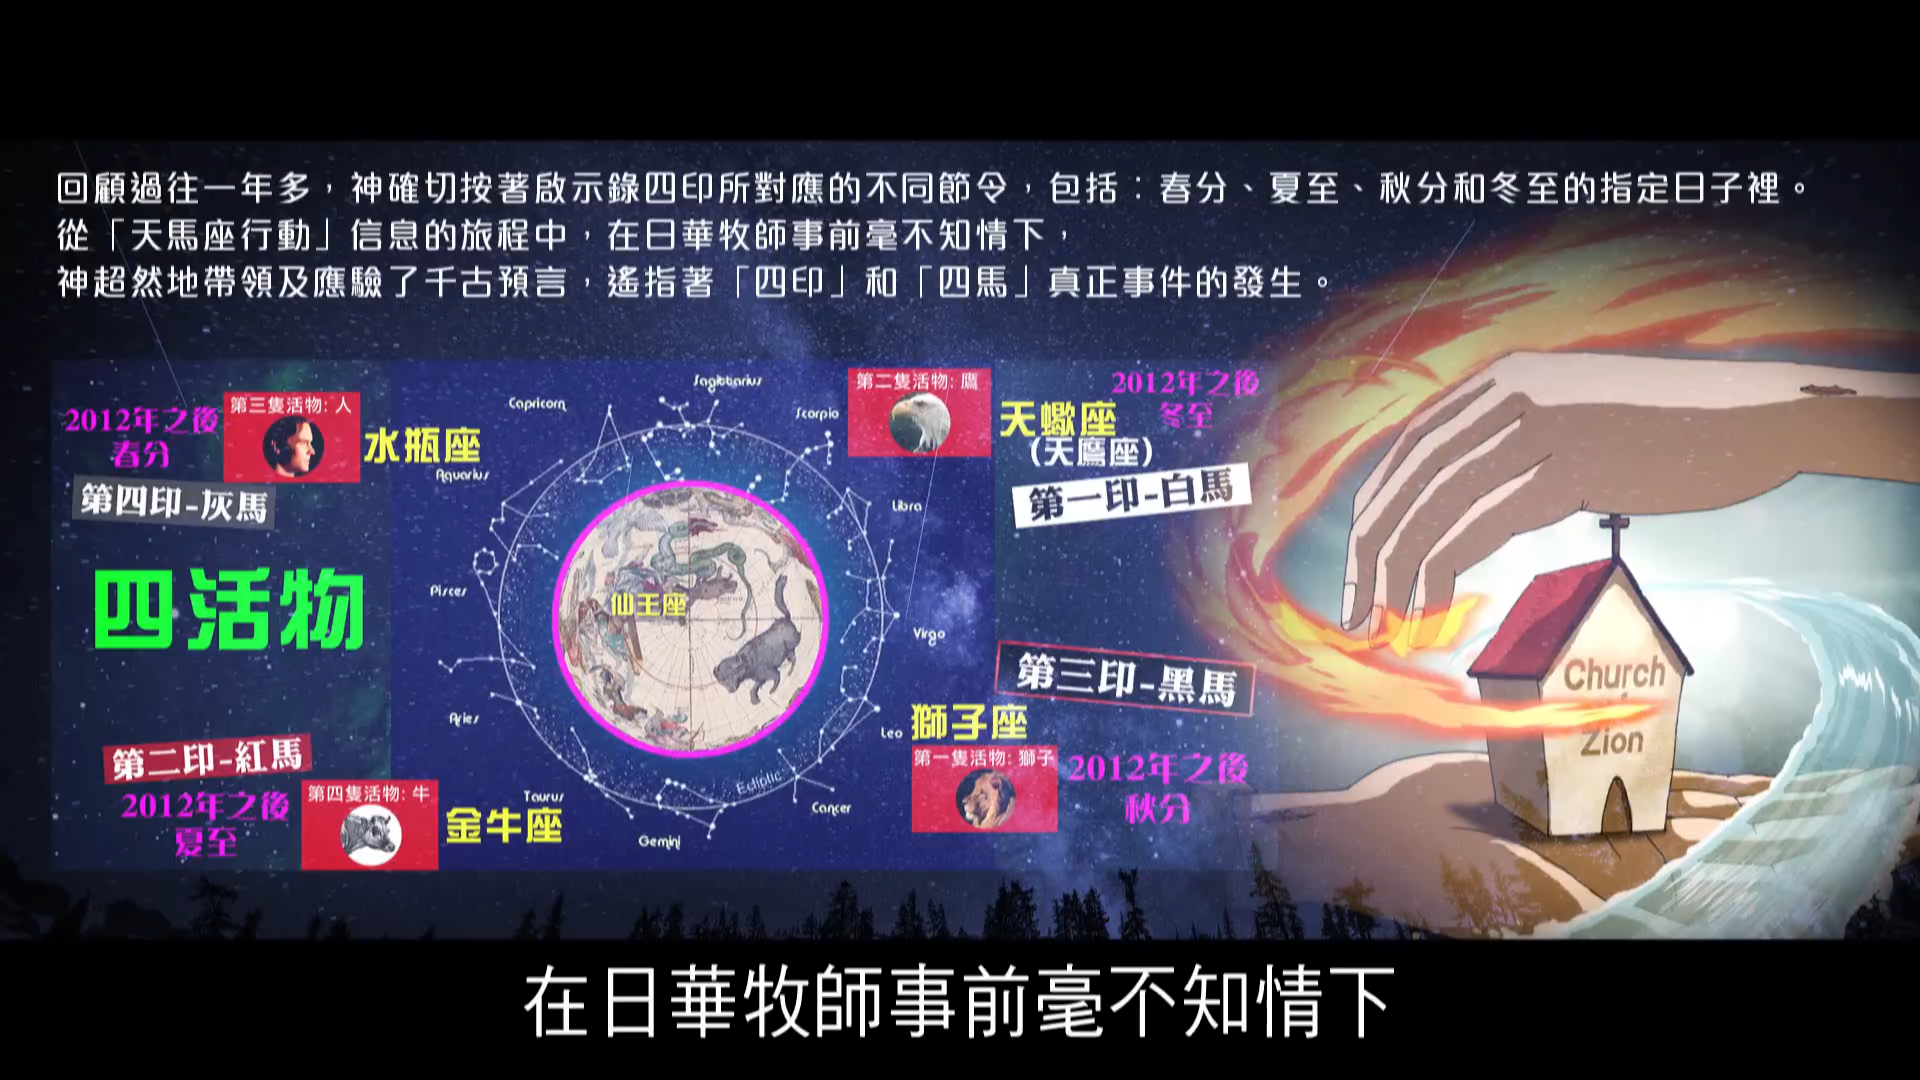 回顧過往一年多，神確切按著啟示錄四印所對應的不同節令，包括：春分、夏至、秋分和冬至的指定日子裡。
從「天馬座行動」信息的旅程中，在日華牧師事前毫不知情下，
神超然地帶領及應驗了千古預言，遙指著「四印」和「四馬」真正事件的發生。
2012年之後
春分
第三隻活物: 人
水瓶座
第四印-灰馬
Capricorn
Sagittarius
Scorpio
Aquarius
第二隻活物: 鷹
天蠍座
(天鷹座)
2012年之後
冬至
第一印-白馬
Libra
四活物
Pisces
仙王座
Virgo
第三印-黑馬
Aries
Leo
獅子座
第一隻活物: 獅子
2012年之後
秋分
第二印-紅馬
2012年之後
夏至
第四隻活物: 牛
Taurus
金牛座
Gemini
Ecliptic
Cancer
Church
Zion
在日華牧師事前毫不知情下